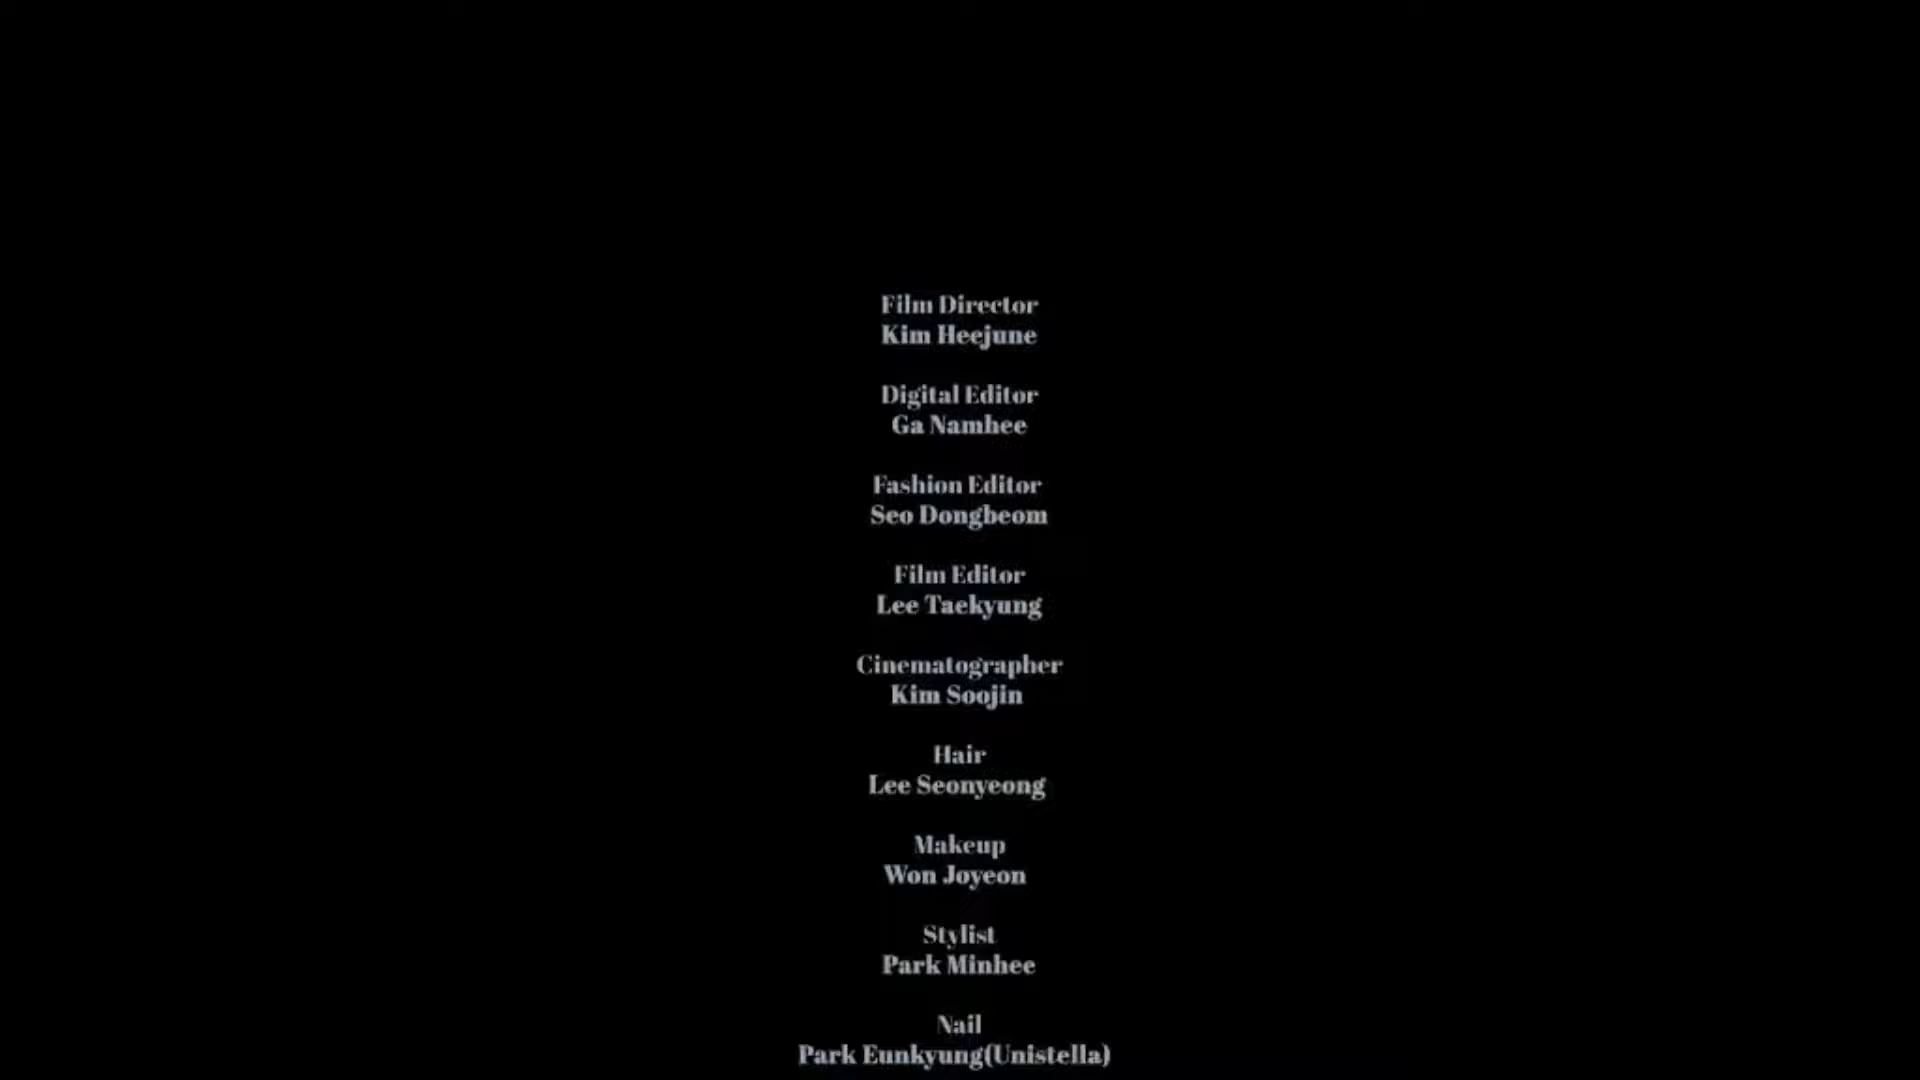 Film Director
Kim Heejune
Digital Editor
Ga Namhee
Fashion Editor
Seo Dongbeom
Film Editor
Lee Taekyung
Cinematographer
Kim Soojin
Hair
Lee Seonyeong
Makeup
Won Joyeon
Stylist
Park Minhee
Nail
Park Eunkyung(Unistella)